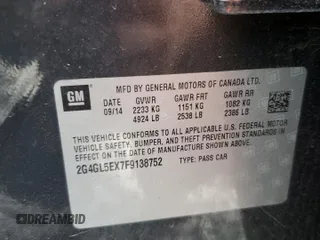 GM
MFD BY GENERAL MOTORS OF CANADA LTD.
09/14 GVWR GAWR FRT GAWR RR
2233 KG 1151 KG 1082 KG
4924 LB 2538 LB 2386 LB
THIS VEHICLE CONFORMS TO ALL APPLICABLE U.S.
FEDERAL MOTOR VEHICLE SAFETY,
BUMPER, AND THEFT PREVENTION STANDARDS IN
EFFECT ON THE DATE OF MANUFACTURE SHOWN ABOVE.
2G4GL5EX7F9138752 TYPE: PASS CAR
DREAMBID